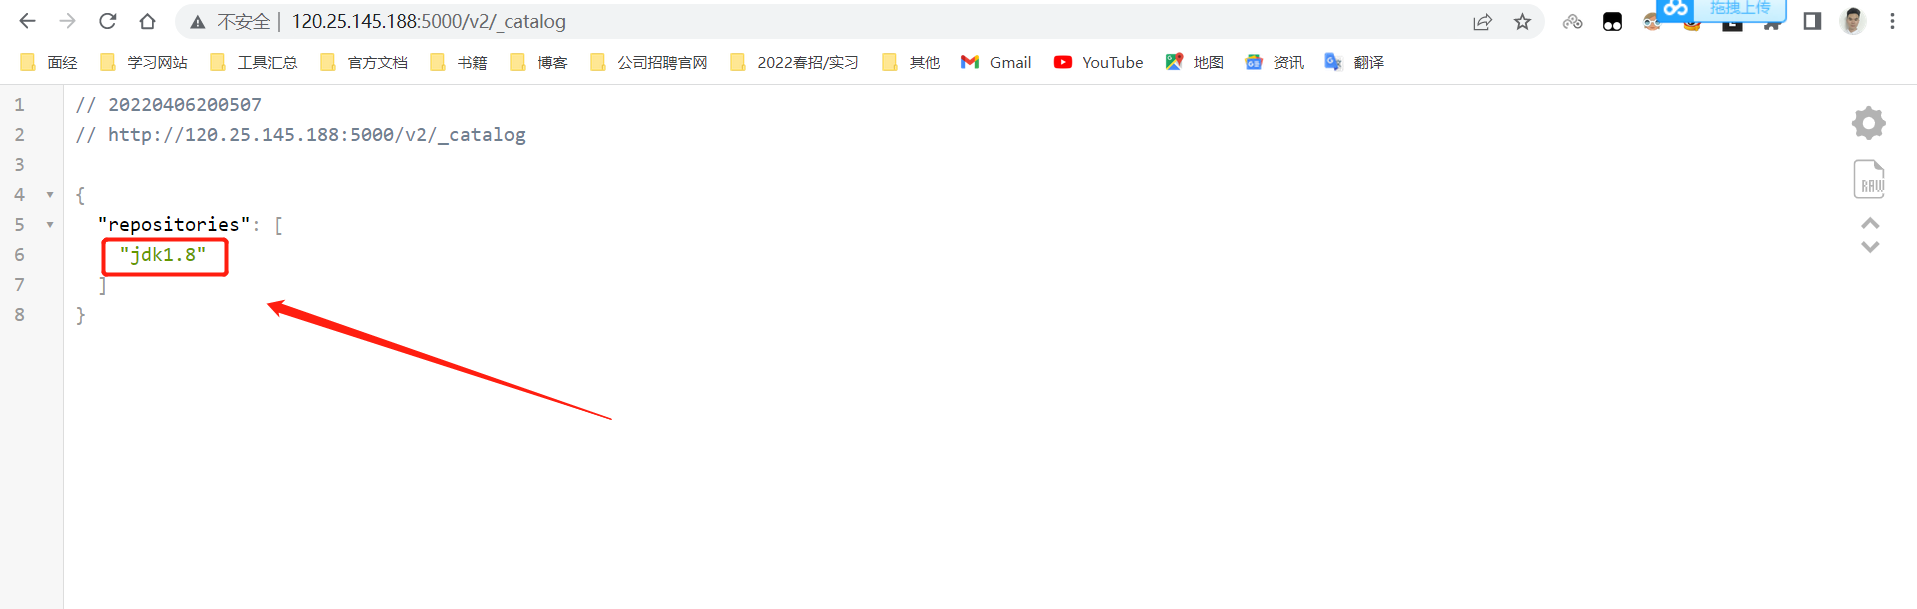 不安全 | 120.25.145.188:5000/v2/_catalog
拖拽上传
面经 学习网站 工具汇总 官方文档 书籍 博客 公司招聘官网 2022春招/实习 其他 Gmail YouTube 地图 资讯 翻译
1 // 20220406200507
2 // http://120.25.145.188:5000/v2/_catalog
3
4 {
5 "repositories": [
6 "jdk1.8"
7 ]
8 }
RAW